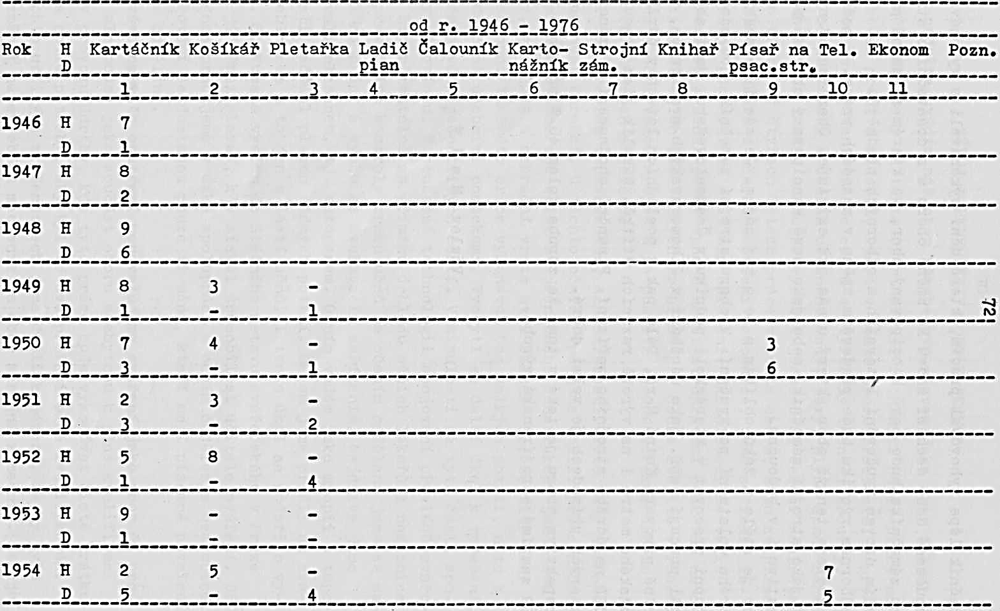 od r. 1946 - 1976
Rok H Kartáčník Košíkář Pletařka Ladič Čalouník Karto- Strojní Knihař Písař na Tel. Ekonom Pozn.
D pian nážník zám. psac.str.
1 2 3 4 5 6 7 8 9 10 11
1946 H 7
D 1
1947 H 8
D 2
1948 H 9
D 6
1949 H 8 3 -
D 1 - 1
72
1950 H 7 4 - 3
D 3 - 1 6
1951 H 2 3 -
D 3 - 2
1952 H 5 8 -
D 1 - 4
1953 H 9 - -
D 1 - -
1954 H 2 5 - 7
D 5 - 4 5